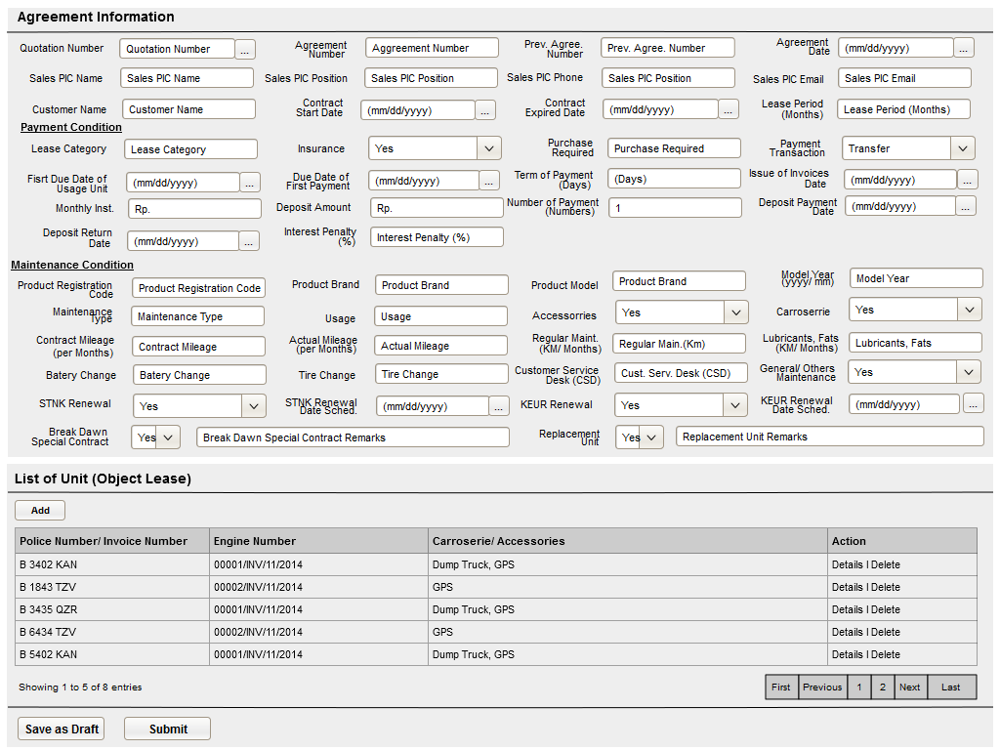 Agreement Information
Quotation Number Quotation Number ... Agreement Number Aggreement Number Prev. Agree. Number Prev. Agree. Number Agreement Date (mm/dd/yyyy) ...
Sales PIC Name Sales PIC Name Sales PIC Position Sales PIC Position Sales PIC Phone Sales PIC Position Sales PIC Email Sales PIC Email
Customer Name Customer Name Contract Start Date (mm/dd/yyyy) ... Contract Expired Date (mm/dd/yyyy) ... Lease Period (Months) Lease Period (Months)
Payment Condition
Lease Category Lease Category Insurance Yes Purchase Required Purchase Required Payment Transaction Transfer
Fisrt Due Date of Usage Unit (mm/dd/yyyy) ... Due Date of First Payment (mm/dd/yyyy) ... Term of Payment (Days) (Days) Issue of Invoices Date (mm/dd/yyyy) ...
Monthly Inst. Rp. Deposit Amount Rp. Number of Payment (Numbers) 1 Deposit Payment Date (mm/dd/yyyy) ...
Deposit Return Date (mm/dd/yyyy) ... Interest Penalty (%) Interest Penalty (%)
Maintenance Condition
Product Registration Code Product Registration Code Product Brand Product Brand Product Model Product Brand Model Year (yyyy/ mm) Model Year
Maintenance Type Maintenance Type Usage Usage Accessorries Yes Carroserrie Yes
Contract Mileage (per Months) Contract Mileage Actual Mileage (per Months) Actual Mileage Regular Maint. (KM/ Months) Regular Main.(Km) Lubricants, Fats (KM/ Months) Lubricants, Fats
Batery Change Batery Change Tire Change Tire Change Customer Service Desk (CSD) Cust. Serv. Desk (CSD) General/ Others Maintenance Yes
STNK Renewal Yes STNK Renewal Date Sched. (mm/dd/yyyy) ... KEUR Renewal Yes KEUR Renewal Date Sched. (mm/dd/yyyy) ...
Break Dawn Special Contract Yes Break Dawn Special Contract Remarks Replacement Unit Yes Replacement Unit Remarks
List of Unit (Object Lease)
Add
Police Number/ Invoice Number Engine Number Carroserie/ Accessories Action
B 3402 KAN 00001/INV/11/2014 Dump Truck, GPS Details I Delete
B 1843 TZV 00002/INV/11/2014 GPS Details I Delete
B 3435 QZR 00001/INV/11/2014 Dump Truck, GPS Details I Delete
B 6434 TZV 00002/INV/11/2014 GPS Details I Delete
B 5402 KAN 00001/INV/11/2014 Dump Truck, GPS Details I Delete
Showing 1 to 5 of 8 entries First Previous 1 2 Next Last
Save as Draft Submit